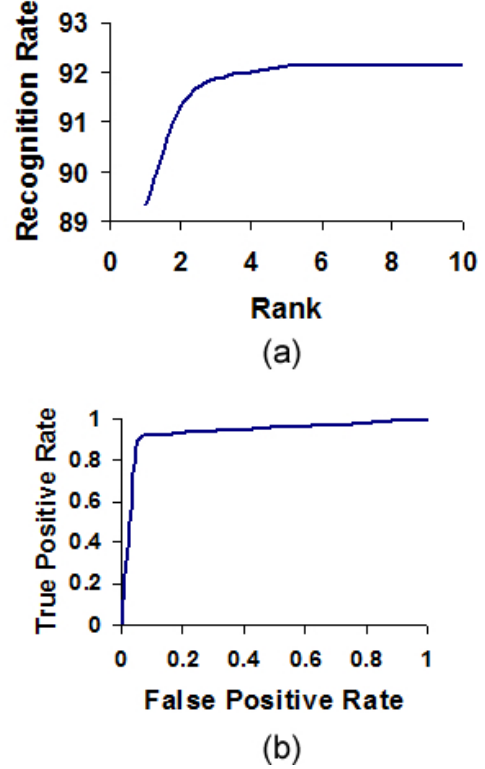 Recognition Rate
93
92
91
90
89
0 2 4 6 8 10
Rank
(a)
True Positive Rate
1
0.8
0.6
0.4
0.2
0
0 0.2 0.4 0.6 0.8 1
False Positive Rate
(b)